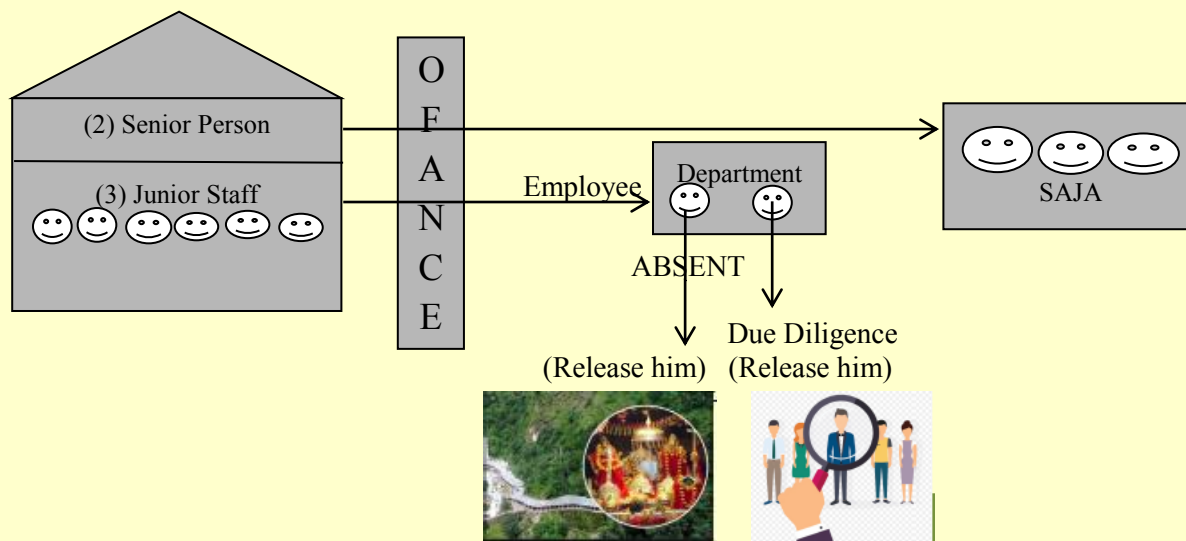 (2) Senior Person
(3) Junior Staff
O
F
A
N
C
E
Employee
Department
ABSENT
(Release him)
Due Diligence
(Release him)
SAJA